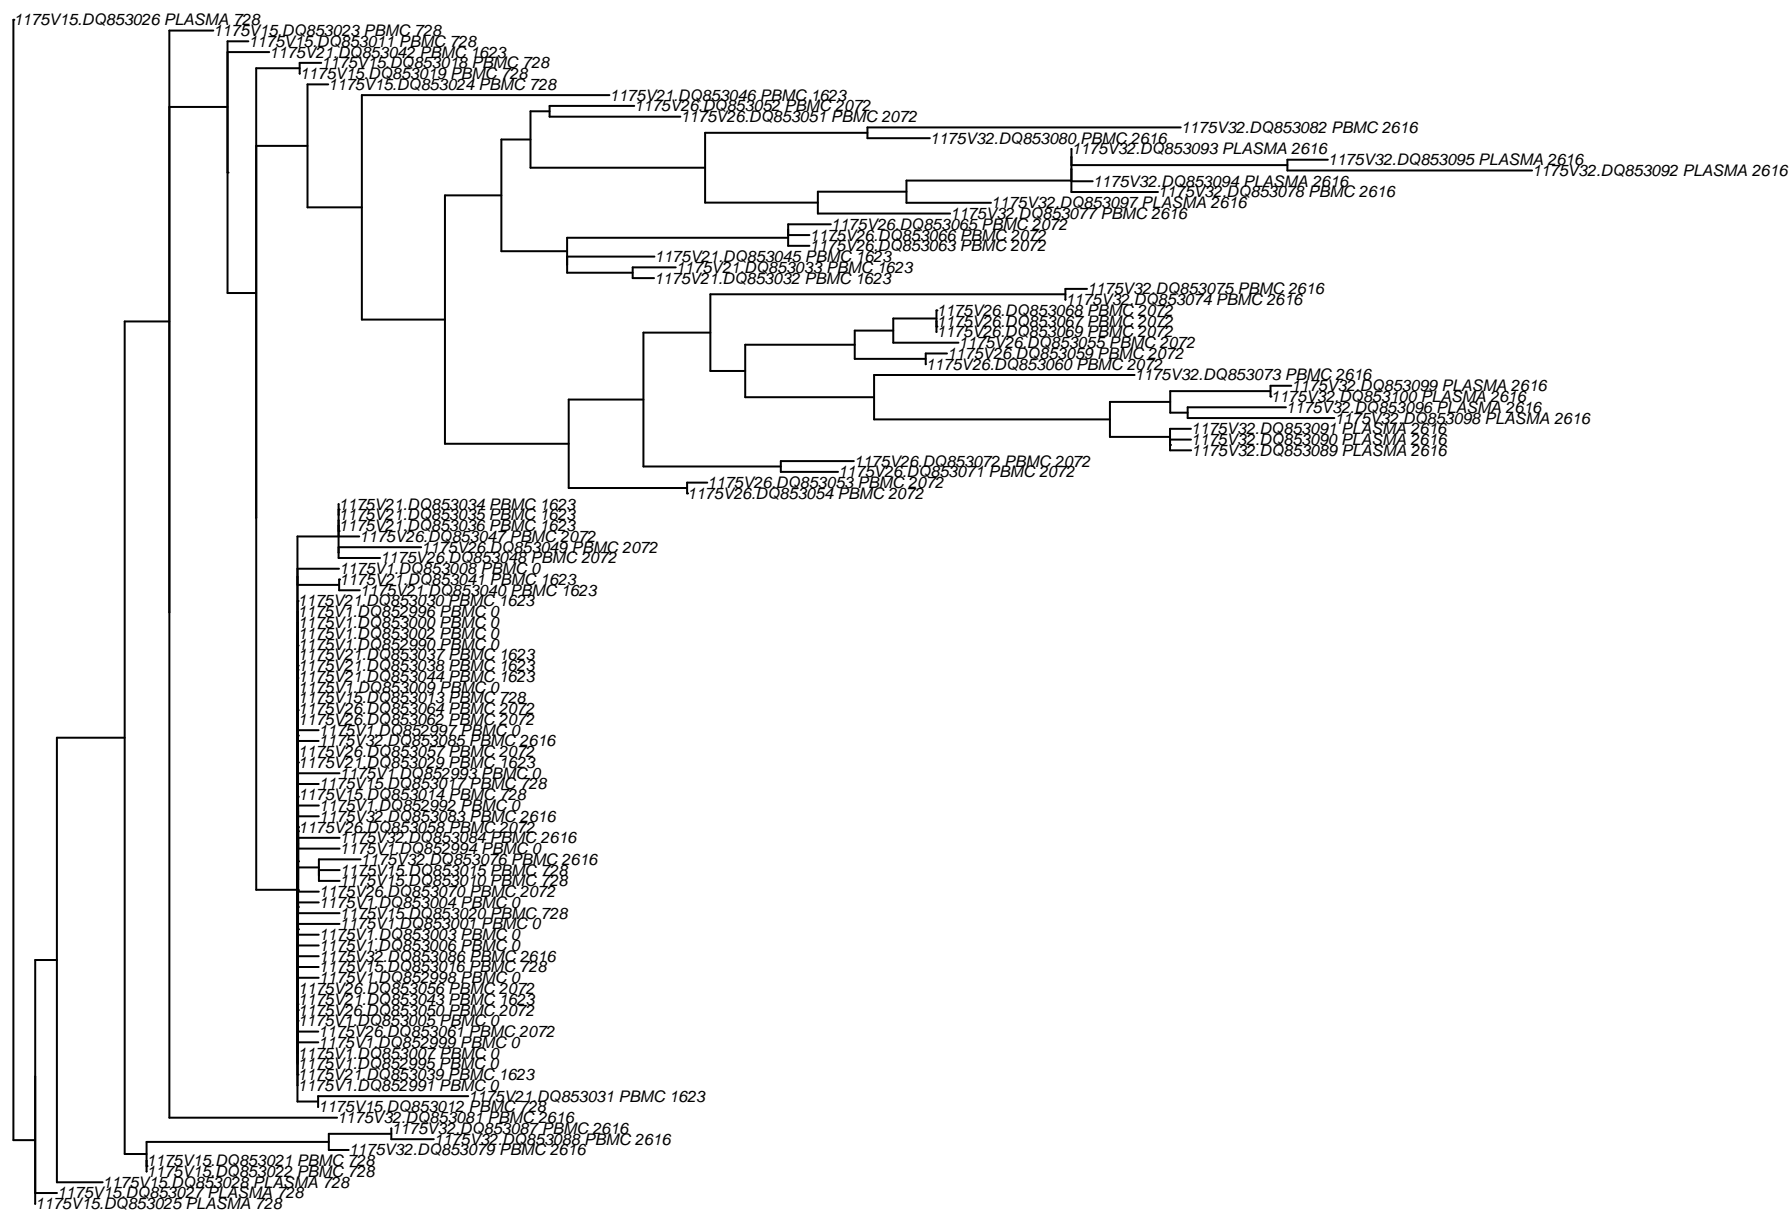 1175V15.DQ853026 PLASMA 728
1175V15.DQ853023 PBMC 728
1175V15.DQ853011 PBMC 728
1175V21.DQ853042 PBMC 1623
1175V15.DQ853018 PBMC 728
1175V15.DQ853019 PBMC 728
1175V15.DQ853024 PBMC 728
1175V21.DQ853046 PBMC 1623
1175V26.DQ853052 PBMC 2072
1175V26.DQ853051 PBMC 2072
1175V32.DQ853082 PBMC 2616
1175V32.DQ853080 PBMC 2616
1175V32.DQ853093 PLASMA 2616
1175V32.DQ853095 PLASMA 2616
1175V32.DQ853092 PLASMA 2616
1175V32.DQ853094 PLASMA 2616
1175V32.DQ853078 PBMC 2616
1175V32.DQ853097 PLASMA 2616
1175V32.DQ853077 PBMC 2616
1175V26.DQ853065 PBMC 2072
1175V26.DQ853066 PBMC 2072
1175V26.DQ853063 PBMC 2072
1175V21.DQ853045 PBMC 1623
1175V21.DQ853033 PBMC 1623
1175V21.DQ853032 PBMC 1623
1175V32.DQ853075 PBMC 2616
1175V32.DQ853074 PBMC 2616
1175V26.DQ853068 PBMC 2072
1175V26.DQ853067 PBMC 2072
1175V26.DQ853069 PBMC 2072
1175V26.DQ853055 PBMC 2072
1175V26.DQ853059 PBMC 2072
1175V26.DQ853060 PBMC 2072
1175V32.DQ853073 PBMC 2616
1175V32.DQ853099 PLASMA 2616
1175V32.DQ853100 PLASMA 2616
1175V32.DQ853096 PLASMA 2616
1175V32.DQ853098 PLASMA 2616
1175V32.DQ853091 PLASMA 2616
1175V32.DQ853090 PLASMA 2616
1175V32.DQ853089 PLASMA 2616
1175V26.DQ853072 PBMC 2072
1175V26.DQ853071 PBMC 2072
1175V26.DQ853053 PBMC 2072
1175V26.DQ853054 PBMC 2072
1175V21.DQ853034 PBMC 1623
1175V21.DQ853035 PBMC 1623
1175V21.DQ853036 PBMC 1623
1175V26.DQ853047 PBMC 2072
1175V26.DQ853049 PBMC 2072
1175V26.DQ853048 PBMC 2072
1175V1.DQ853008 PBMC 0
1175V21.DQ853041 PBMC 1623
1175V21.DQ853040 PBMC 1623
1175V21.DQ853030 PBMC 1623
1175V1.DQ852996 PBMC 0
1175V1.DQ853000 PBMC 0
1175V1.DQ853002 PBMC 0
1175V1.DQ852990 PBMC 0
1175V21.DQ853037 PBMC 1623
1175V21.DQ853038 PBMC 1623
1175V21.DQ853044 PBMC 1623
1175V1.DQ853009 PBMC 0
1175V15.DQ853013 PBMC 728
1175V26.DQ853064 PBMC 2072
1175V26.DQ853062 PBMC 2072
1175V1.DQ852997 PBMC 0
1175V32.DQ853085 PBMC 2616
1175V26.DQ853057 PBMC 2072
1175V21.DQ853029 PBMC 1623
1175V1.DQ852993 PBMC 0
1175V15.DQ853017 PBMC 728
1175V15.DQ853014 PBMC 728
1175V1.DQ852992 PBMC 0
1175V32.DQ853083 PBMC 2616
1175V26.DQ853058 PBMC 2072
1175V32.DQ853084 PBMC 2616
1175V1.DQ852994 PBMC 0
1175V32.DQ853076 PBMC 2616
1175V15.DQ853015 PBMC 728
1175V15.DQ853010 PBMC 728
1175V26.DQ853070 PBMC 2072
1175V1.DQ853004 PBMC 0
1175V15.DQ853020 PBMC 728
1175V1.DQ853001 PBMC 0
1175V1.DQ853003 PBMC 0
1175V1.DQ853006 PBMC 0
1175V32.DQ853086 PBMC 2616
1175V15.DQ853016 PBMC 728
1175V1.DQ852998 PBMC 0
1175V26.DQ853056 PBMC 2072
1175V21.DQ853043 PBMC 1623
1175V26.DQ853050 PBMC 2072
1175V1.DQ853005 PBMC 0
1175V26.DQ853061 PBMC 2072
1175V1.DQ852999 PBMC 0
1175V1.DQ853007 PBMC 0
1175V1.DQ852995 PBMC 0
1175V21.DQ853039 PBMC 1623
1175V1.DQ852991 PBMC 0
1175V21.DQ853031 PBMC 1623
1175V15.DQ853012 PBMC 728
1175V32.DQ853081 PBMC 2616
1175V32.DQ853087 PBMC 2616
1175V32.DQ853088 PBMC 2616
1175V32.DQ853079 PBMC 2616
1175V15.DQ853021 PBMC 728
1175V15.DQ853022 PBMC 728
1175V15.DQ853028 PLASMA 728
1175V15.DQ853027 PLASMA 728
1175V15.DQ853025 PLASMA 728